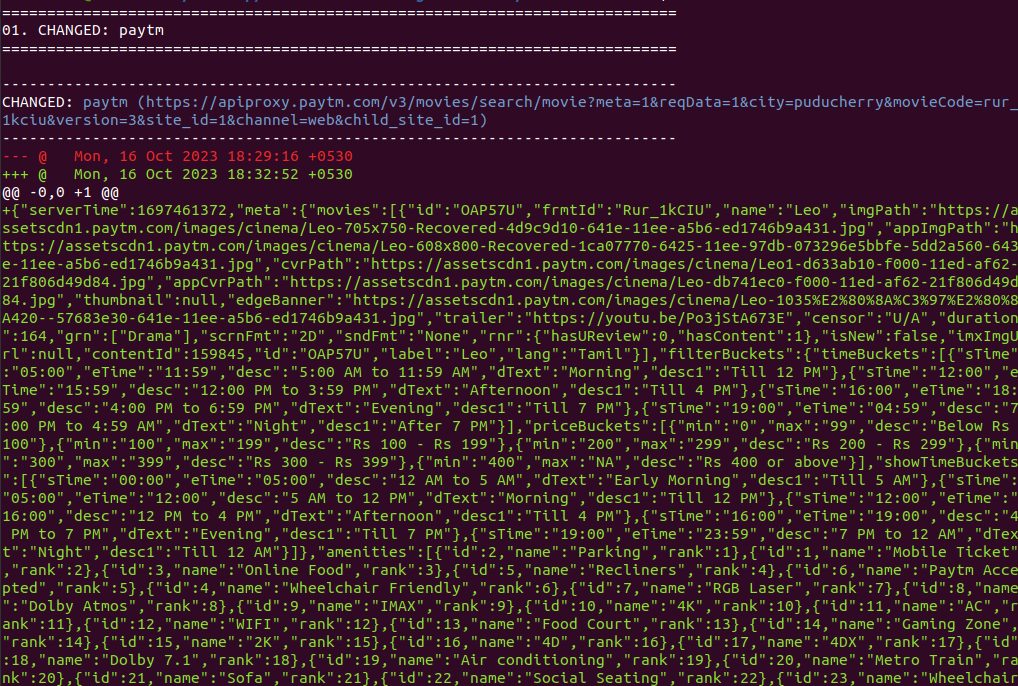 ===========================================================================
01. CHANGED: paytm
===========================================================================
---------------------------------------------------------------------------
CHANGED: paytm (https://apiproxy.paytm.com/v3/movies/search/movie?meta=1&reqData=1&city=puducherry&movieCode=rur_
1kciu&version=3&site_id=1&channel=web&child_site_id=1)
---------------------------------------------------------------------------
--- @   Mon, 16 Oct 2023 18:29:16 +0530
+++ @   Mon, 16 Oct 2023 18:32:52 +0530
@@ -0,0 +1 @@
+{"serverTime":1697461372,"meta":{"movies":[{"id":"OAP57U","frmtId":"Rur_1kCIU","name":"Leo","imgPath":"https://a
assetscdn1.paytm.com/images/cinema/Leo-705x750-Recovered-4d9c9d10-641e-11ee-a5b6-ed1746b9a431.jpg","appImgPath":"h
ttps://assetscdn1.paytm.com/images/cinema/Leo-608x800-Recovered-1ca07770-6425-11ee-97db-073296e5bbfe-5dd2a560-643
e-11ee-a5b6-ed1746b9a431.jpg","cvrPath":"https://assetscdn1.paytm.com/images/cinema/Leo1-d633ab10-f000-11ed-af62-
21f806d49d84.jpg","appCvrPath":"https://assetscdn1.paytm.com/images/cinema/Leo-db741ec0-f000-11ed-af62-21f806d49d
84.jpg","thumbnail":null,"edgeBanner":"https://assetscdn1.paytm.com/images/cinema/Leo-1035%E2%80%8A%C3%97%E2%80%8
A420--57683e30-641e-11ee-a5b6-ed1746b9a431.jpg","trailer":"https://youtu.be/Po3jStA673E","censor":"U/A","duration
":164,"grn":["Drama"],"scrnFmt":"2D","sndFmt":"None","rnr":{"hasUReview":0,"hasContent":1},"isNew":false,"imxImgU
rl":null,"contentId":159845,"id":"OAP57U","label":"Leo","lang":"Tamil"}],"filterBuckets":{"timeBuckets":[{"sTime"
:"05:00","eTime":"11:59","desc":"5:00 AM to 11:59 AM","dText":"Morning","desc1":"Till 12 PM"},{"sTime":"12:00","e
Time":"15:59","desc":"12:00 PM to 3:59 PM","dText":"Afternoon","desc1":"Till 4 PM"},{"sTime":"16:00","eTime":"18:
59","desc":"4:00 PM to 6:59 PM","dText":"Evening","desc1":"Till 7 PM"},{"sTime":"19:00","eTime":"04:59","desc":"7
:00 PM to 4:59 AM","dText":"Night","desc1":"After 7 PM"}],"priceBuckets":[{"min":"0","max":"99","desc":"Below Rs
100"},{"min":"100","max":"199","desc":"Rs 100 - Rs 199"},{"min":"200","max":"299","desc":"Rs 200 - Rs 299"},{"min
":"300","max":"399","desc":"Rs 300 - Rs 399"},{"min":"400","max":"NA","desc":"Rs 400 or above"}],"showTimeBuckets
":[{"sTime":"00:00","eTime":"05:00","desc":"12 AM to 5 AM","dText":"Early Morning","desc1":"Till 5 AM"},{"sTime":
"05:00","eTime":"12:00","desc":"5 AM to 12 PM","dText":"Morning","desc1":"Till 12 PM"},{"sTime":"12:00","eTime":"
16:00","desc":"12 PM to 4 PM","dText":"Afternoon","desc1":"Till 4 PM"},{"sTime":"16:00","eTime":"19:00","desc":"4
 PM to 7 PM","dText":"Evening","desc1":"Till 7 PM"},{"sTime":"19:00","eTime":"23:59","desc":"7 PM to 12 AM","dTex
t":"Night","desc1":"Till 12 AM"}]},"amenities":[{"id":2,"name":"Parking","rank":1},{"id":1,"name":"Mobile Ticket"
,"rank":2},{"id":3,"name":"Online Food","rank":3},{"id":5,"name":"Recliners","rank":4},{"id":6,"name":"Paytm Acce
pted","rank":5},{"id":4,"name":"Wheelchair Friendly","rank":6},{"id":7,"name":"RGB Laser","rank":7},{"id":8,"name
":"Dolby Atmos","rank":8},{"id":9,"name":"IMAX","rank":9},{"id":10,"name":"4K","rank":10},{"id":11,"name":"AC","r
ank":11},{"id":12,"name":"WIFI","rank":12},{"id":13,"name":"Food Court","rank":13},{"id":14,"name":"Gaming Zone",
"rank":14},{"id":15,"name":"2K","rank":15},{"id":16,"name":"4D","rank":16},{"id":17,"name":"4DX","rank":17},{"id"
:18,"name":"Dolby 7.1","rank":18},{"id":19,"name":"Air conditioning","rank":19},{"id":20,"name":"Metro Train","ra
nk":20},{"id":21,"name":"Sofa","rank":21},{"id":22,"name":"Social Seating","rank":22},{"id":23,"name":"Wheelchair